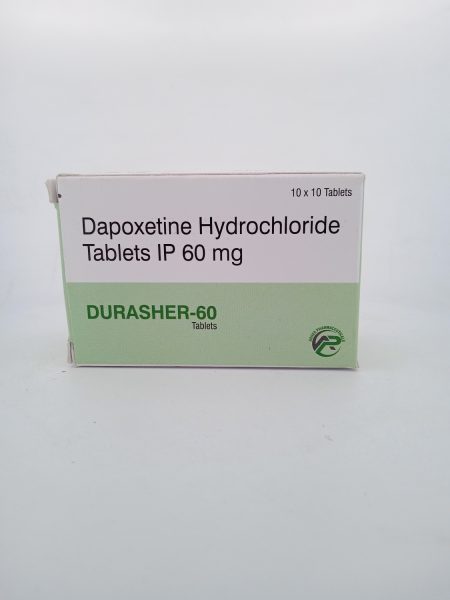 10 x 10 Tablets
Dapoxetine Hydrochloride
Tablets IP 60 mg
DURASHER-60
Tablets